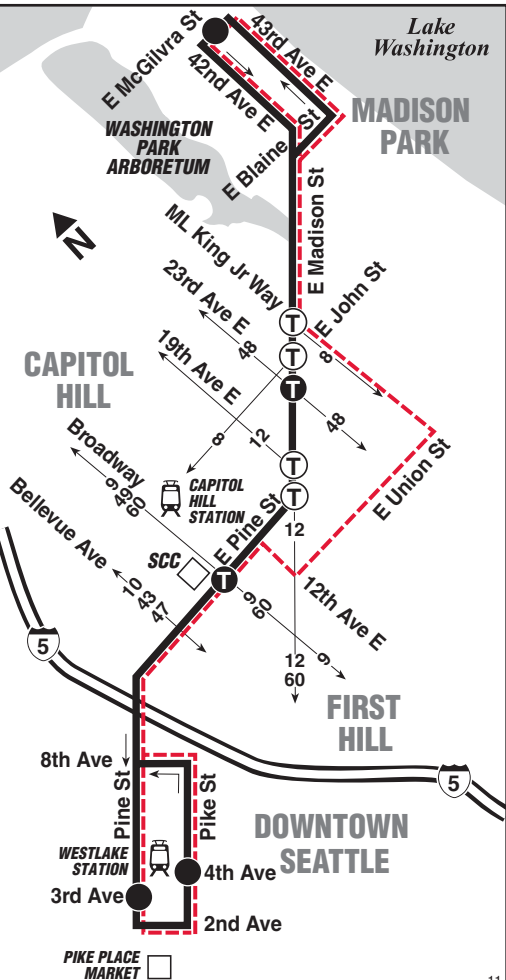 Lake
Washington
E McGilvra St
43rd Ave E
42nd Ave E
MADISON
PARK
WASHINGTON
PARK
ARBORETUM
E Blaine St
N
E Madison St
ML King Jr Way
T
E John St
23rd Ave E
48
T
8
19th Ave E
T
CAPITOL
HILL
12
8
48
Broadway
9
49
60
T
E Union St
CAPITOL
HILL
STATION
T
Bellevue Ave
E Pine St
12
SCC
T
10
43
47
9
60
12th Ave E
5
12
60
9
FIRST
HILL
8th Ave
5
Pine St
Pike St
DOWNTOWN
SEATTLE
WESTLAKE
STATION
4th Ave
3rd Ave
2nd Ave
PIKE PLACE
MARKET
11